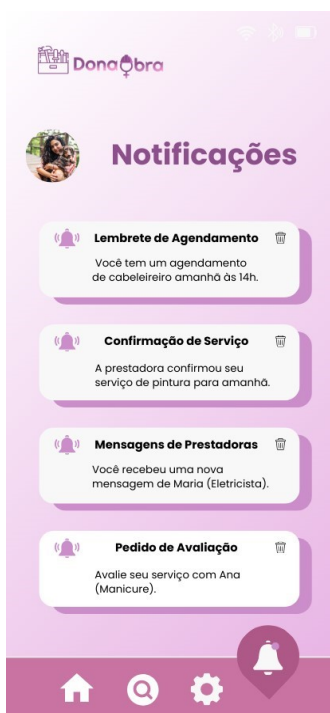 DonaObra
Notificações
Lembrete de Agendamento
Você tem um agendamento
de cabeleireiro amanhã às 14h.
Confirmação de Serviço
A prestadora confirmou seu
serviço de pintura para amanhã.
Mensagens de Prestadoras
Você recebeu uma nova
mensagem de Maria (Eletricista).
Pedido de Avaliação
Avalie seu serviço com Ana
(Manicure).